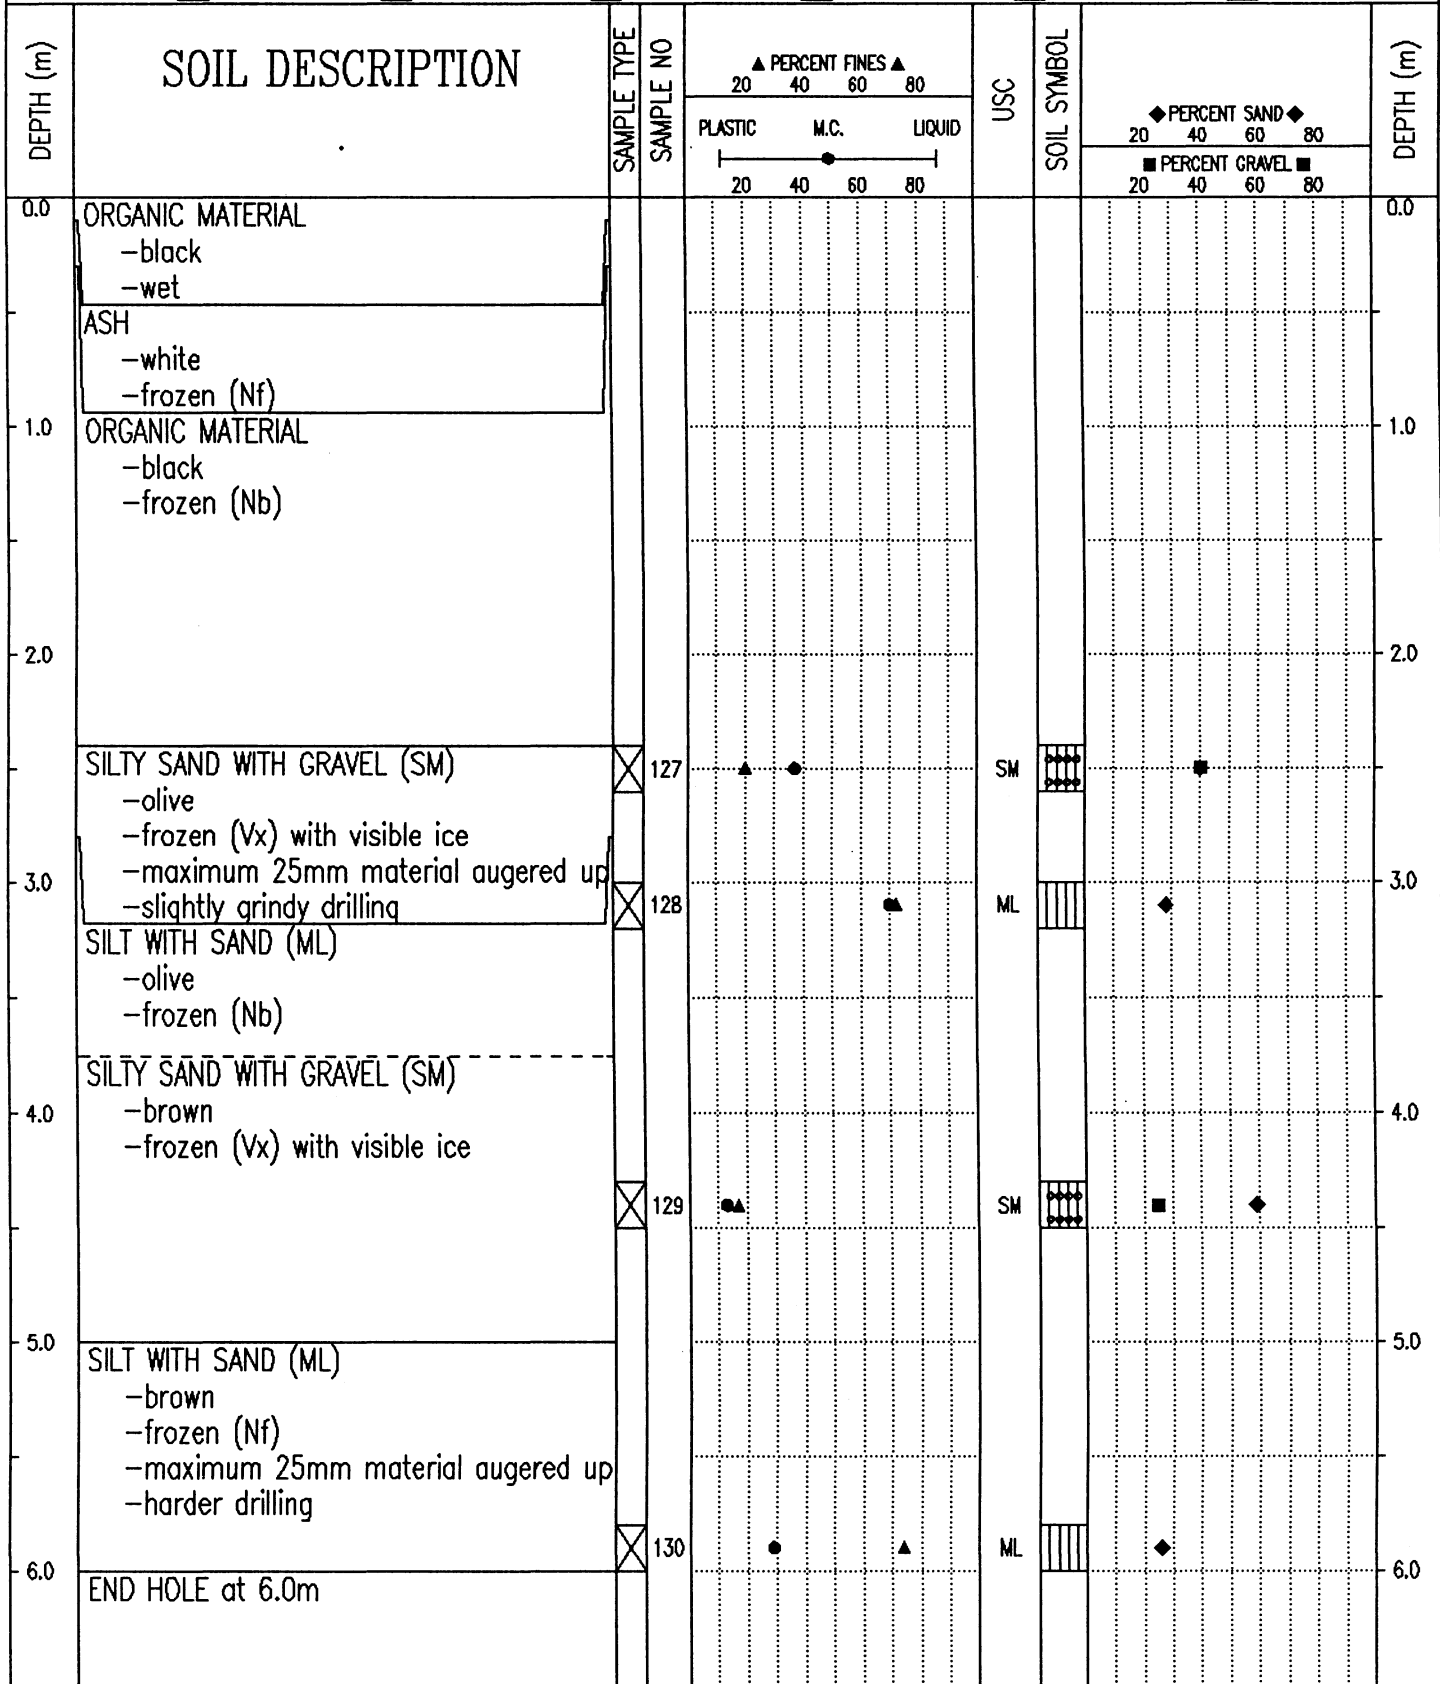 DEPTH (m)
SOIL DESCRIPTION
SAMPLE TYPE
SAMPLE NO
▲ PERCENT FINES ▲
20 40 60 80
PLASTIC M.C. LIQUID
20 40 60 80
USC
SOIL SYMBOL
◆ PERCENT SAND ◆
20 40 60 80
■ PERCENT GRAVEL ■
20 40 60 80
DEPTH (m)
0.0 ORGANIC MATERIAL 0.0
-black
-wet
ASH
-white
-frozen (Nf)
1.0 ORGANIC MATERIAL 1.0
-black
-frozen (Nb)
2.0 2.0
SILTY SAND WITH GRAVEL (SM) 127 SM
-olive
-frozen (Vx) with visible ice
-maximum 25mm material augered up
3.0 3.0
-slightly grindy drilling 128 ML
SILT WITH SAND (ML)
-olive
-frozen (Nb)
SILTY SAND WITH GRAVEL (SM)
4.0 -brown 4.0
-frozen (Vx) with visible ice
129 SM
5.0 5.0
SILT WITH SAND (ML)
-brown
-frozen (Nf)
-maximum 25mm material augered up
-harder drilling
130 ML
6.0 6.0
END HOLE at 6.0m